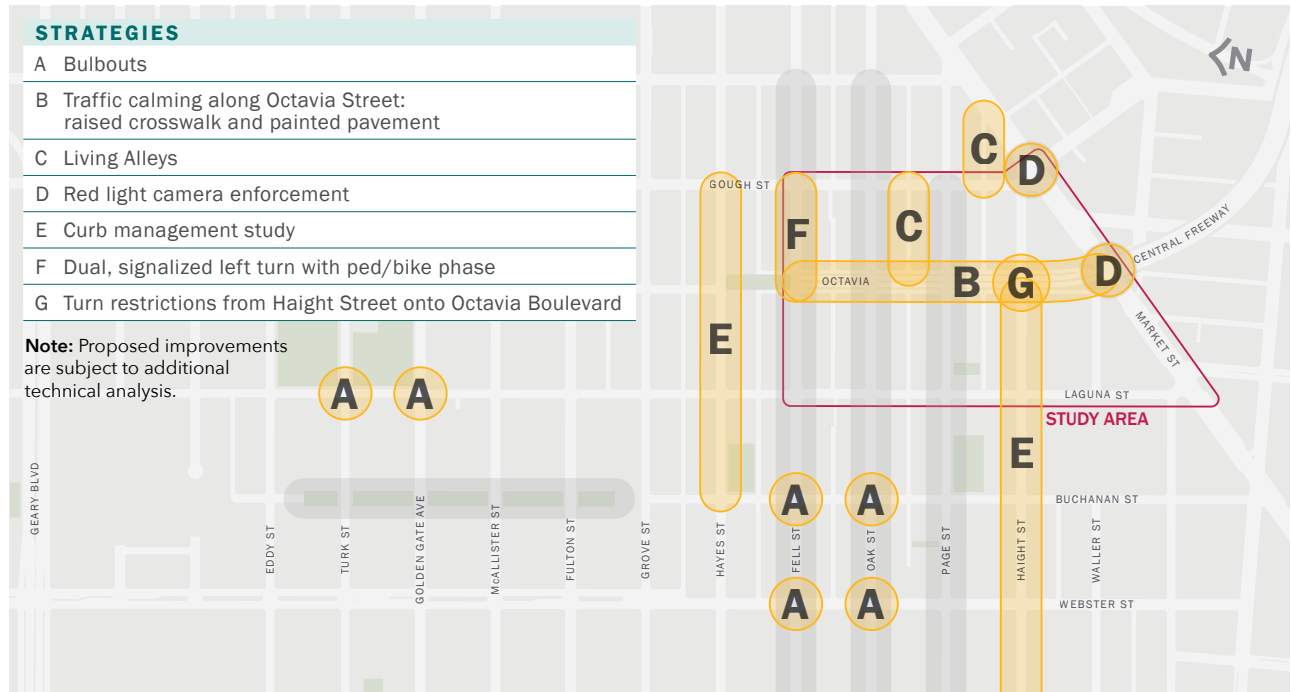 STRATEGIES
A Bulbouts
B Traffic calming along Octavia Street:
raised crosswalk and painted pavement
C Living Alleys
D Red light camera enforcement
E Curb management study
F Dual, signalized left turn with ped/bike phase
G Turn restrictions from Haight Street onto Octavia Boulevard
Note: Proposed improvements
are subject to additional
technical analysis.
N
C
D
GOUGH ST
F
C
CENTRAL FREEWAY
OCTAVIA
B
G
D
E
MARKET ST
A
A
LAGUNA ST
STUDY AREA
E
A
A
BUCHANAN ST
GEARY BLVD
EDDY ST
TURK ST
GOLDEN GATE AVE
McALLISTER ST
FULTON ST
GROVE ST
HAYES ST
FELL ST
OAK ST
PAGE ST
HAIGHT ST
WALLER ST
A
A
WEBSTER ST